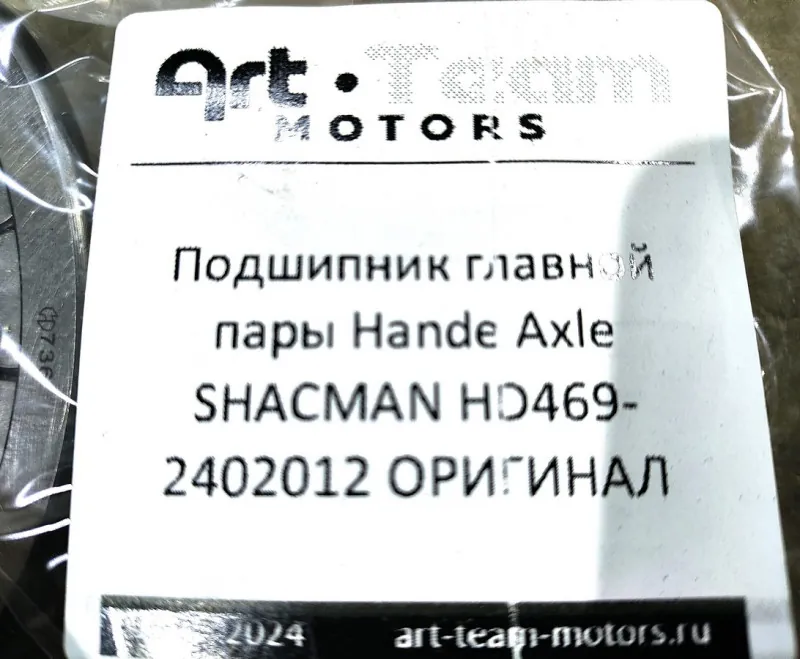 Art·Team
MOTORS
Подшипник главной
пары Hande Axle
SHACMAN HD469-
2402012 ОРИГИНАЛ
2024 art-team-motors.ru